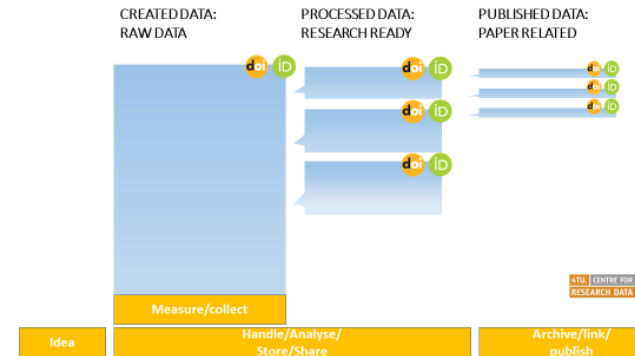 CREATED DATA:
RAW DATA
PROCESSED DATA:
RESEARCH READY
PUBLISHED DATA:
PAPER RELATED
doi iD
doi iD
doi iD
doi iD
doi iD
doi iD
doi iD
4TU. CENTRE FOR
RESEARCH DATA
Measure/collect
Idea
Handle/Analyse/
Store/Share
Archive/link/
publish